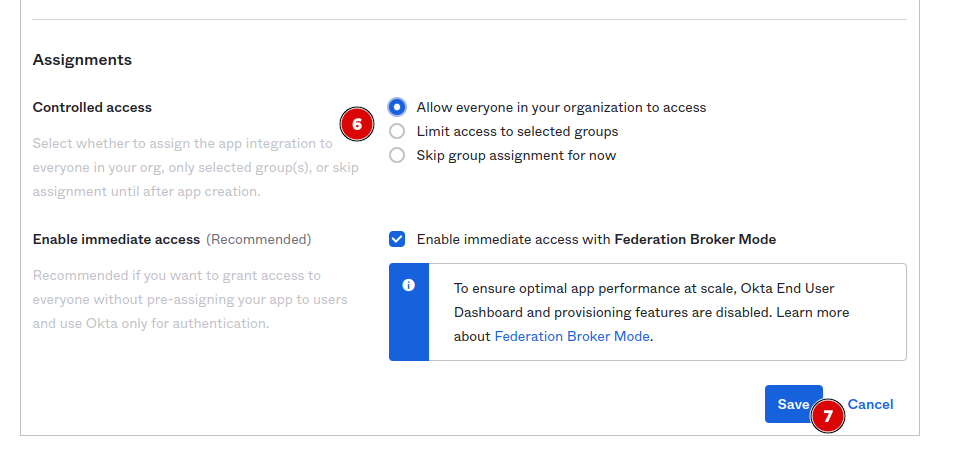 Assignments
Controlled access
Select whether to assign the app integration to
everyone in your org, only selected group(s), or skip
assignment until after app creation.
6
Allow everyone in your organization to access
Limit access to selected groups
Skip group assignment for now
Enable immediate access (Recommended)
Recommended if you want to grant access to
everyone without pre-assigning your app to users
and use Okta only for authentication.
Enable immediate access with Federation Broker Mode
To ensure optimal app performance at scale, Okta End User
Dashboard and provisioning features are disabled. Learn more
about Federation Broker Mode.
Save
7
Cancel